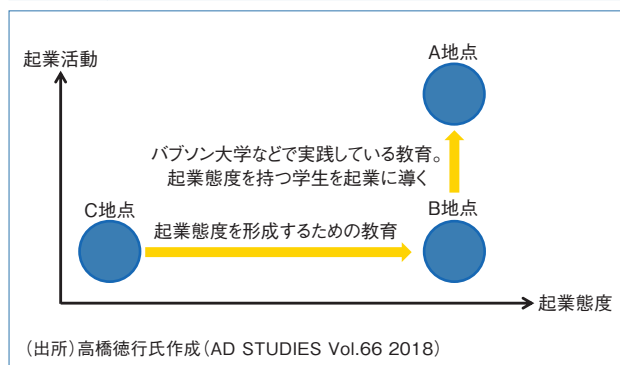 起業活動
A地点
バブソン大学などで実践している教育。
起業態度を持つ学生を起業に導く
C地点
起業態度を形成するための教育
B地点
起業態度
(出所)高橋徳行氏作成(AD STUDIES Vol.66 2018)